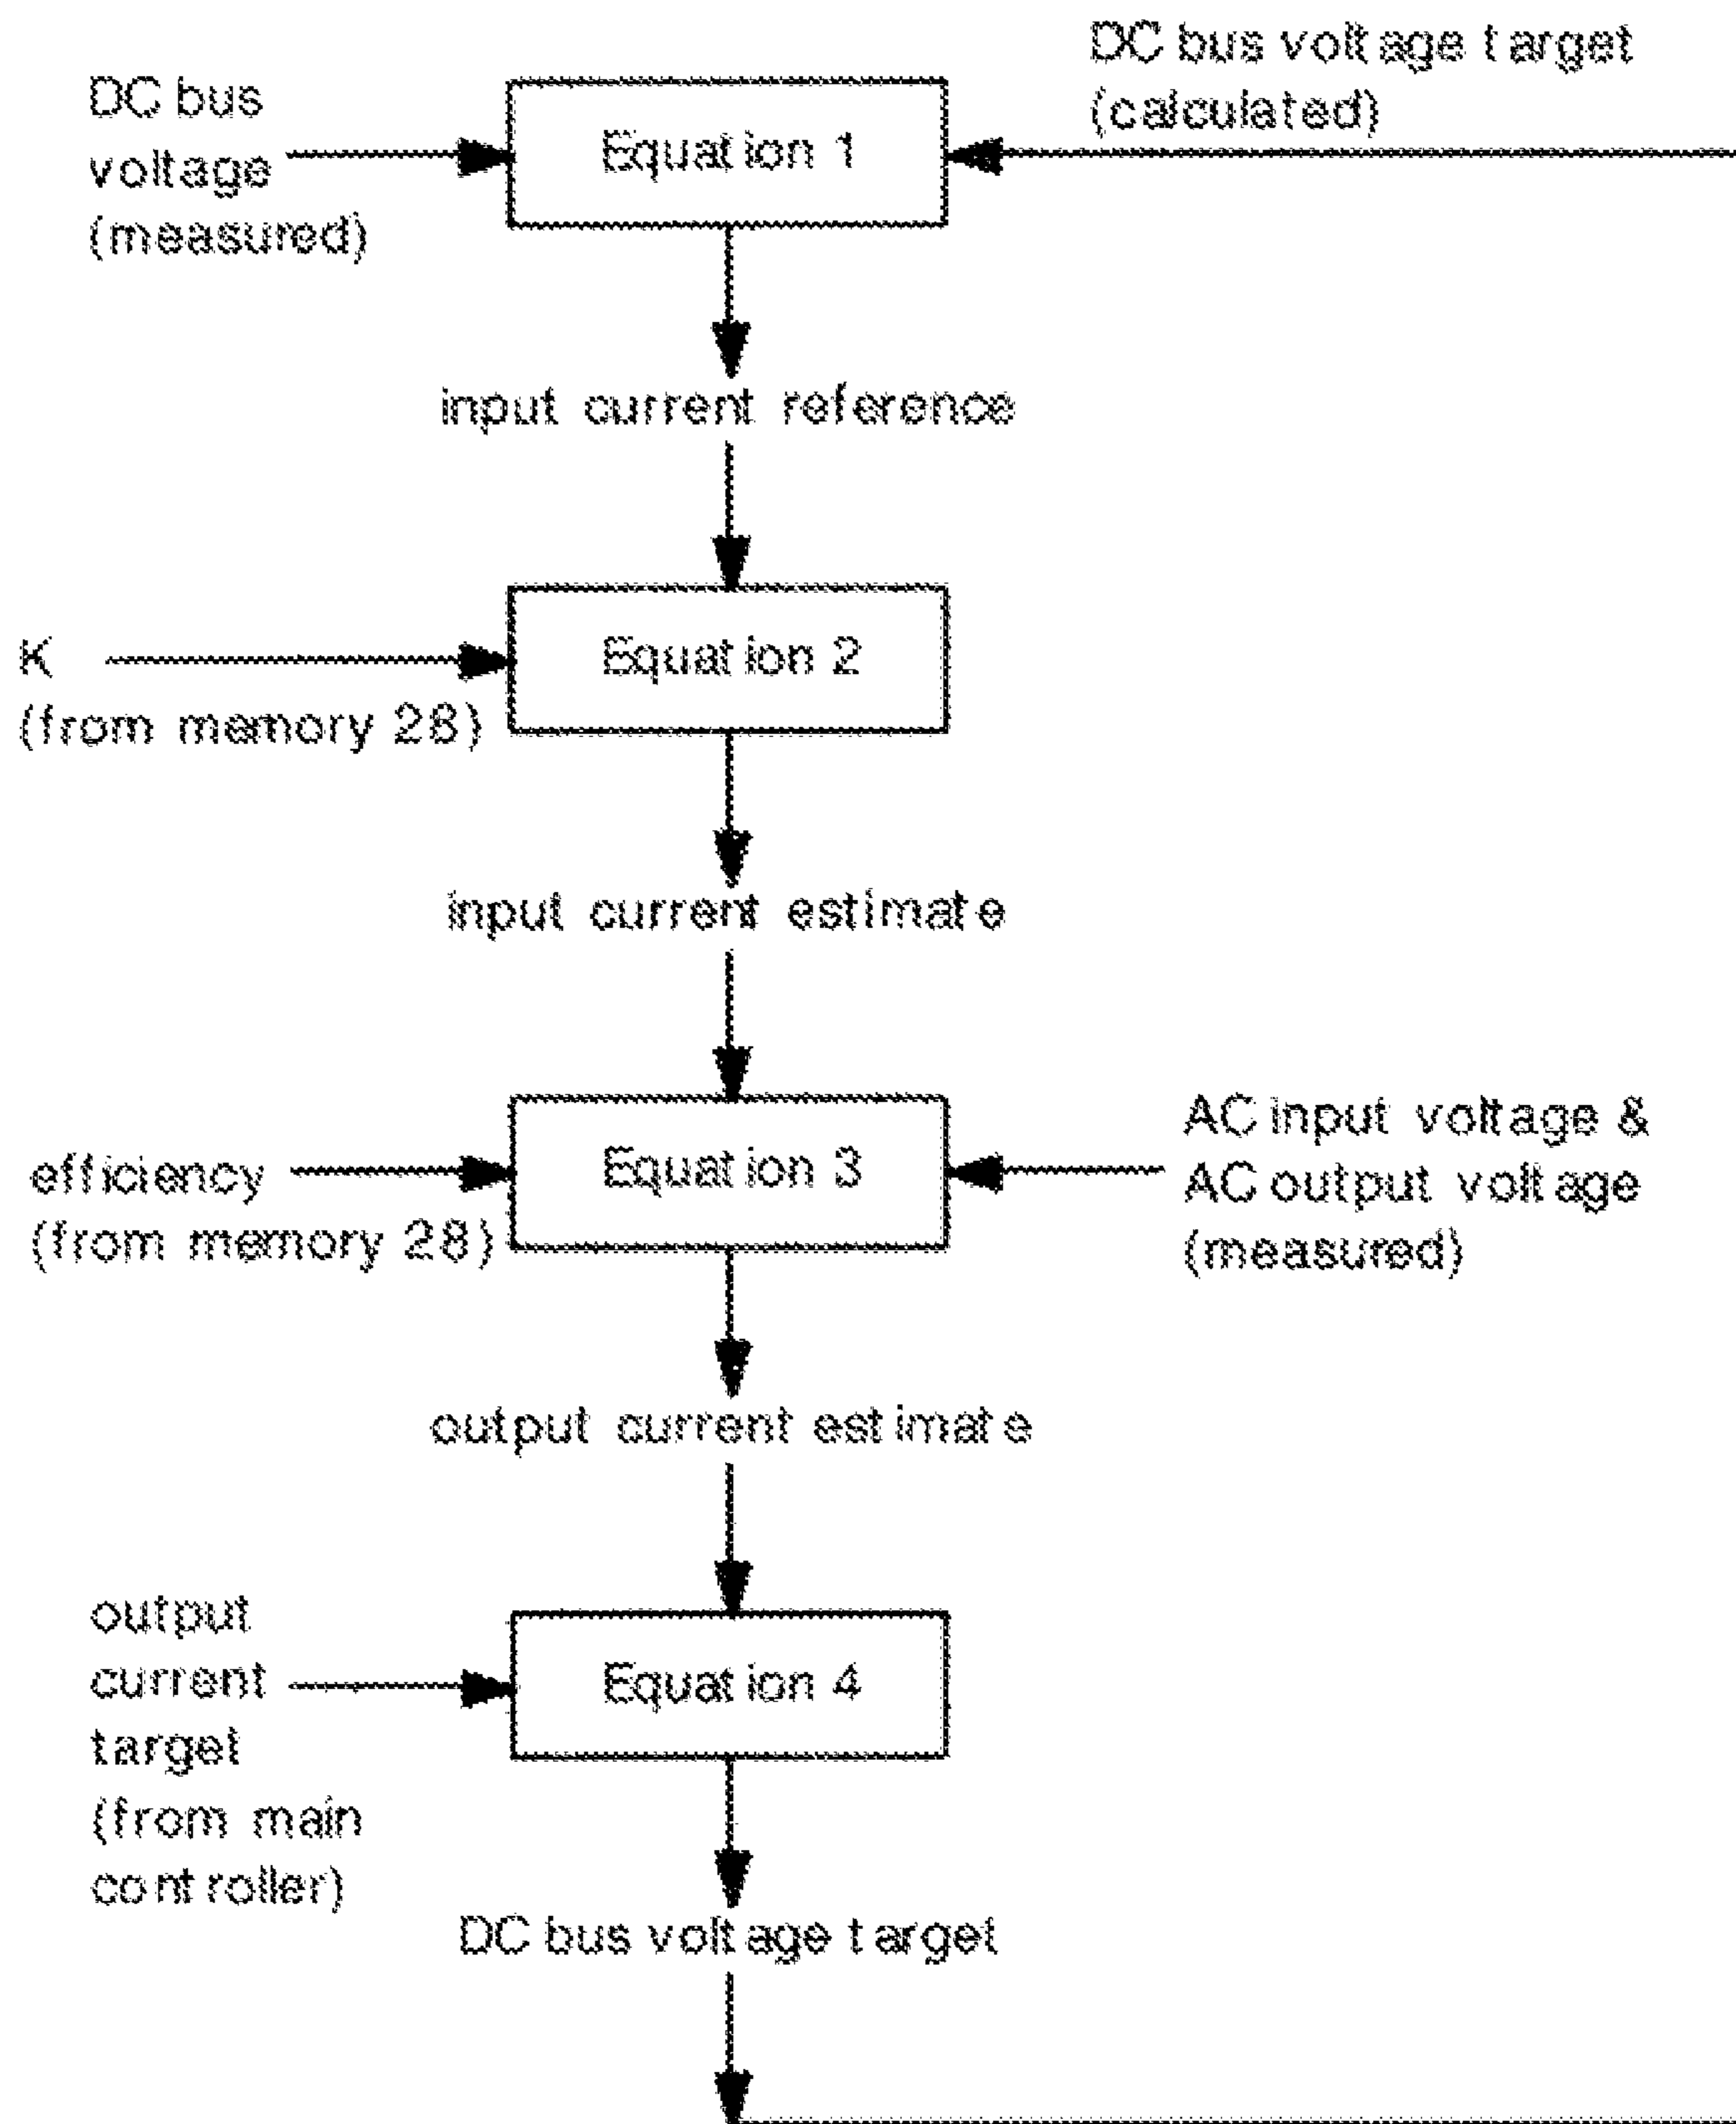 DC bus voltage target
(calculated)
DC bus
voltage
(measured)
Equation 1
input current reference
K
(from memory 28)
Equation 2
input current estimate
efficiency
(from memory 28)
Equation 3
AC input voltage &
AC output voltage
(measured)
output current estimate
output
current
target
(from main
controller)
Equation 4
DC bus voltage target